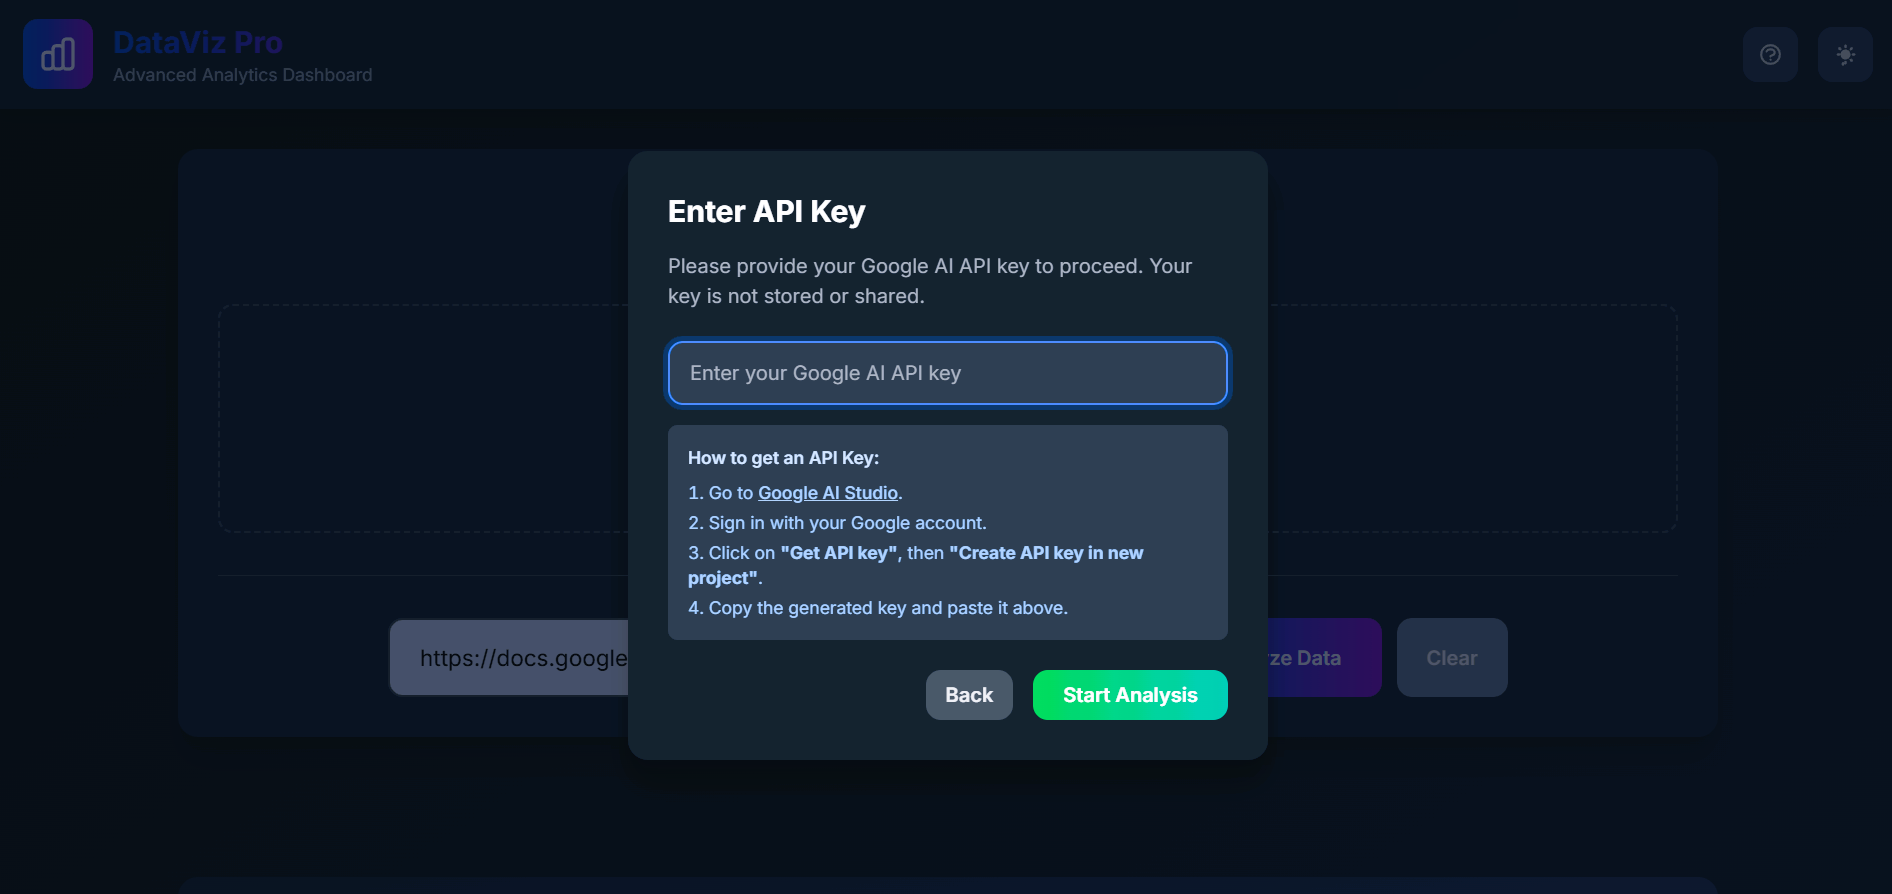 DataViz Pro
Advanced Analytics Dashboard
Enter API Key
Please provide your Google AI API key to proceed. Your
key is not stored or shared.
Enter your Google AI API key
How to get an API Key:
1. Go to Google AI Studio.
2. Sign in with your Google account.
3. Click on "Get API key", then "Create API key in new
project".
4. Copy the generated key and paste it above.
https://docs.google
ze Data
Clear
Back
Start Analysis